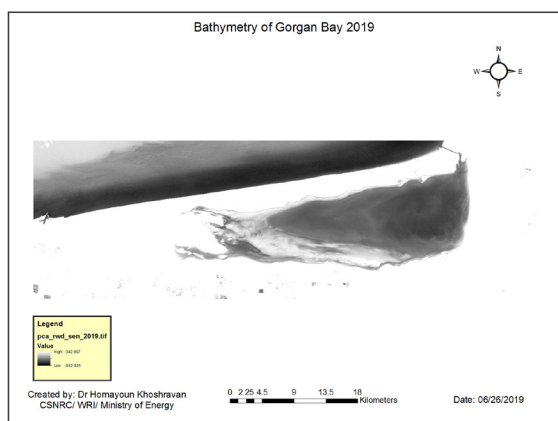 Bathymetry of Gorgan Bay 2019
N
W E
S
Legend
pca_rwd_sen_2019.tif
Value
High
Low
Created by: Dr Homayoun Khoshravan
CSNRC/ WRI/ Ministry of Energy
0 2.25 4.5 9 13.5 18
Kilometers
Date: 06/26/2019